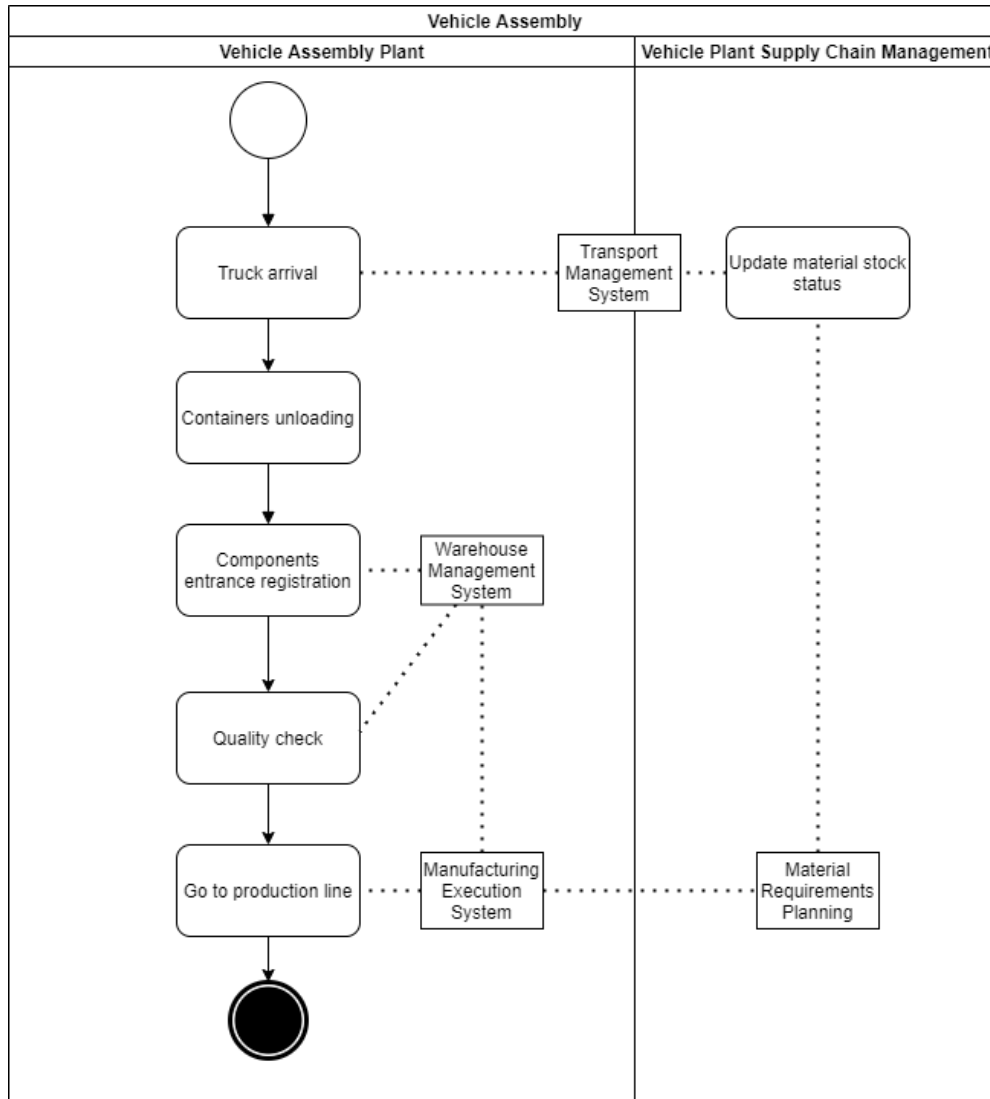 Vehicle Assembly
Vehicle Assembly Plant
Vehicle Plant Supply Chain Management
Truck arrival
Transport
Management
System
Update material stock
status
Containers unloading
Components
entrance registration
Warehouse
Management
System
Quality check
Go to production line
Manufacturing
Execution
System
Material
Requirements
Planning